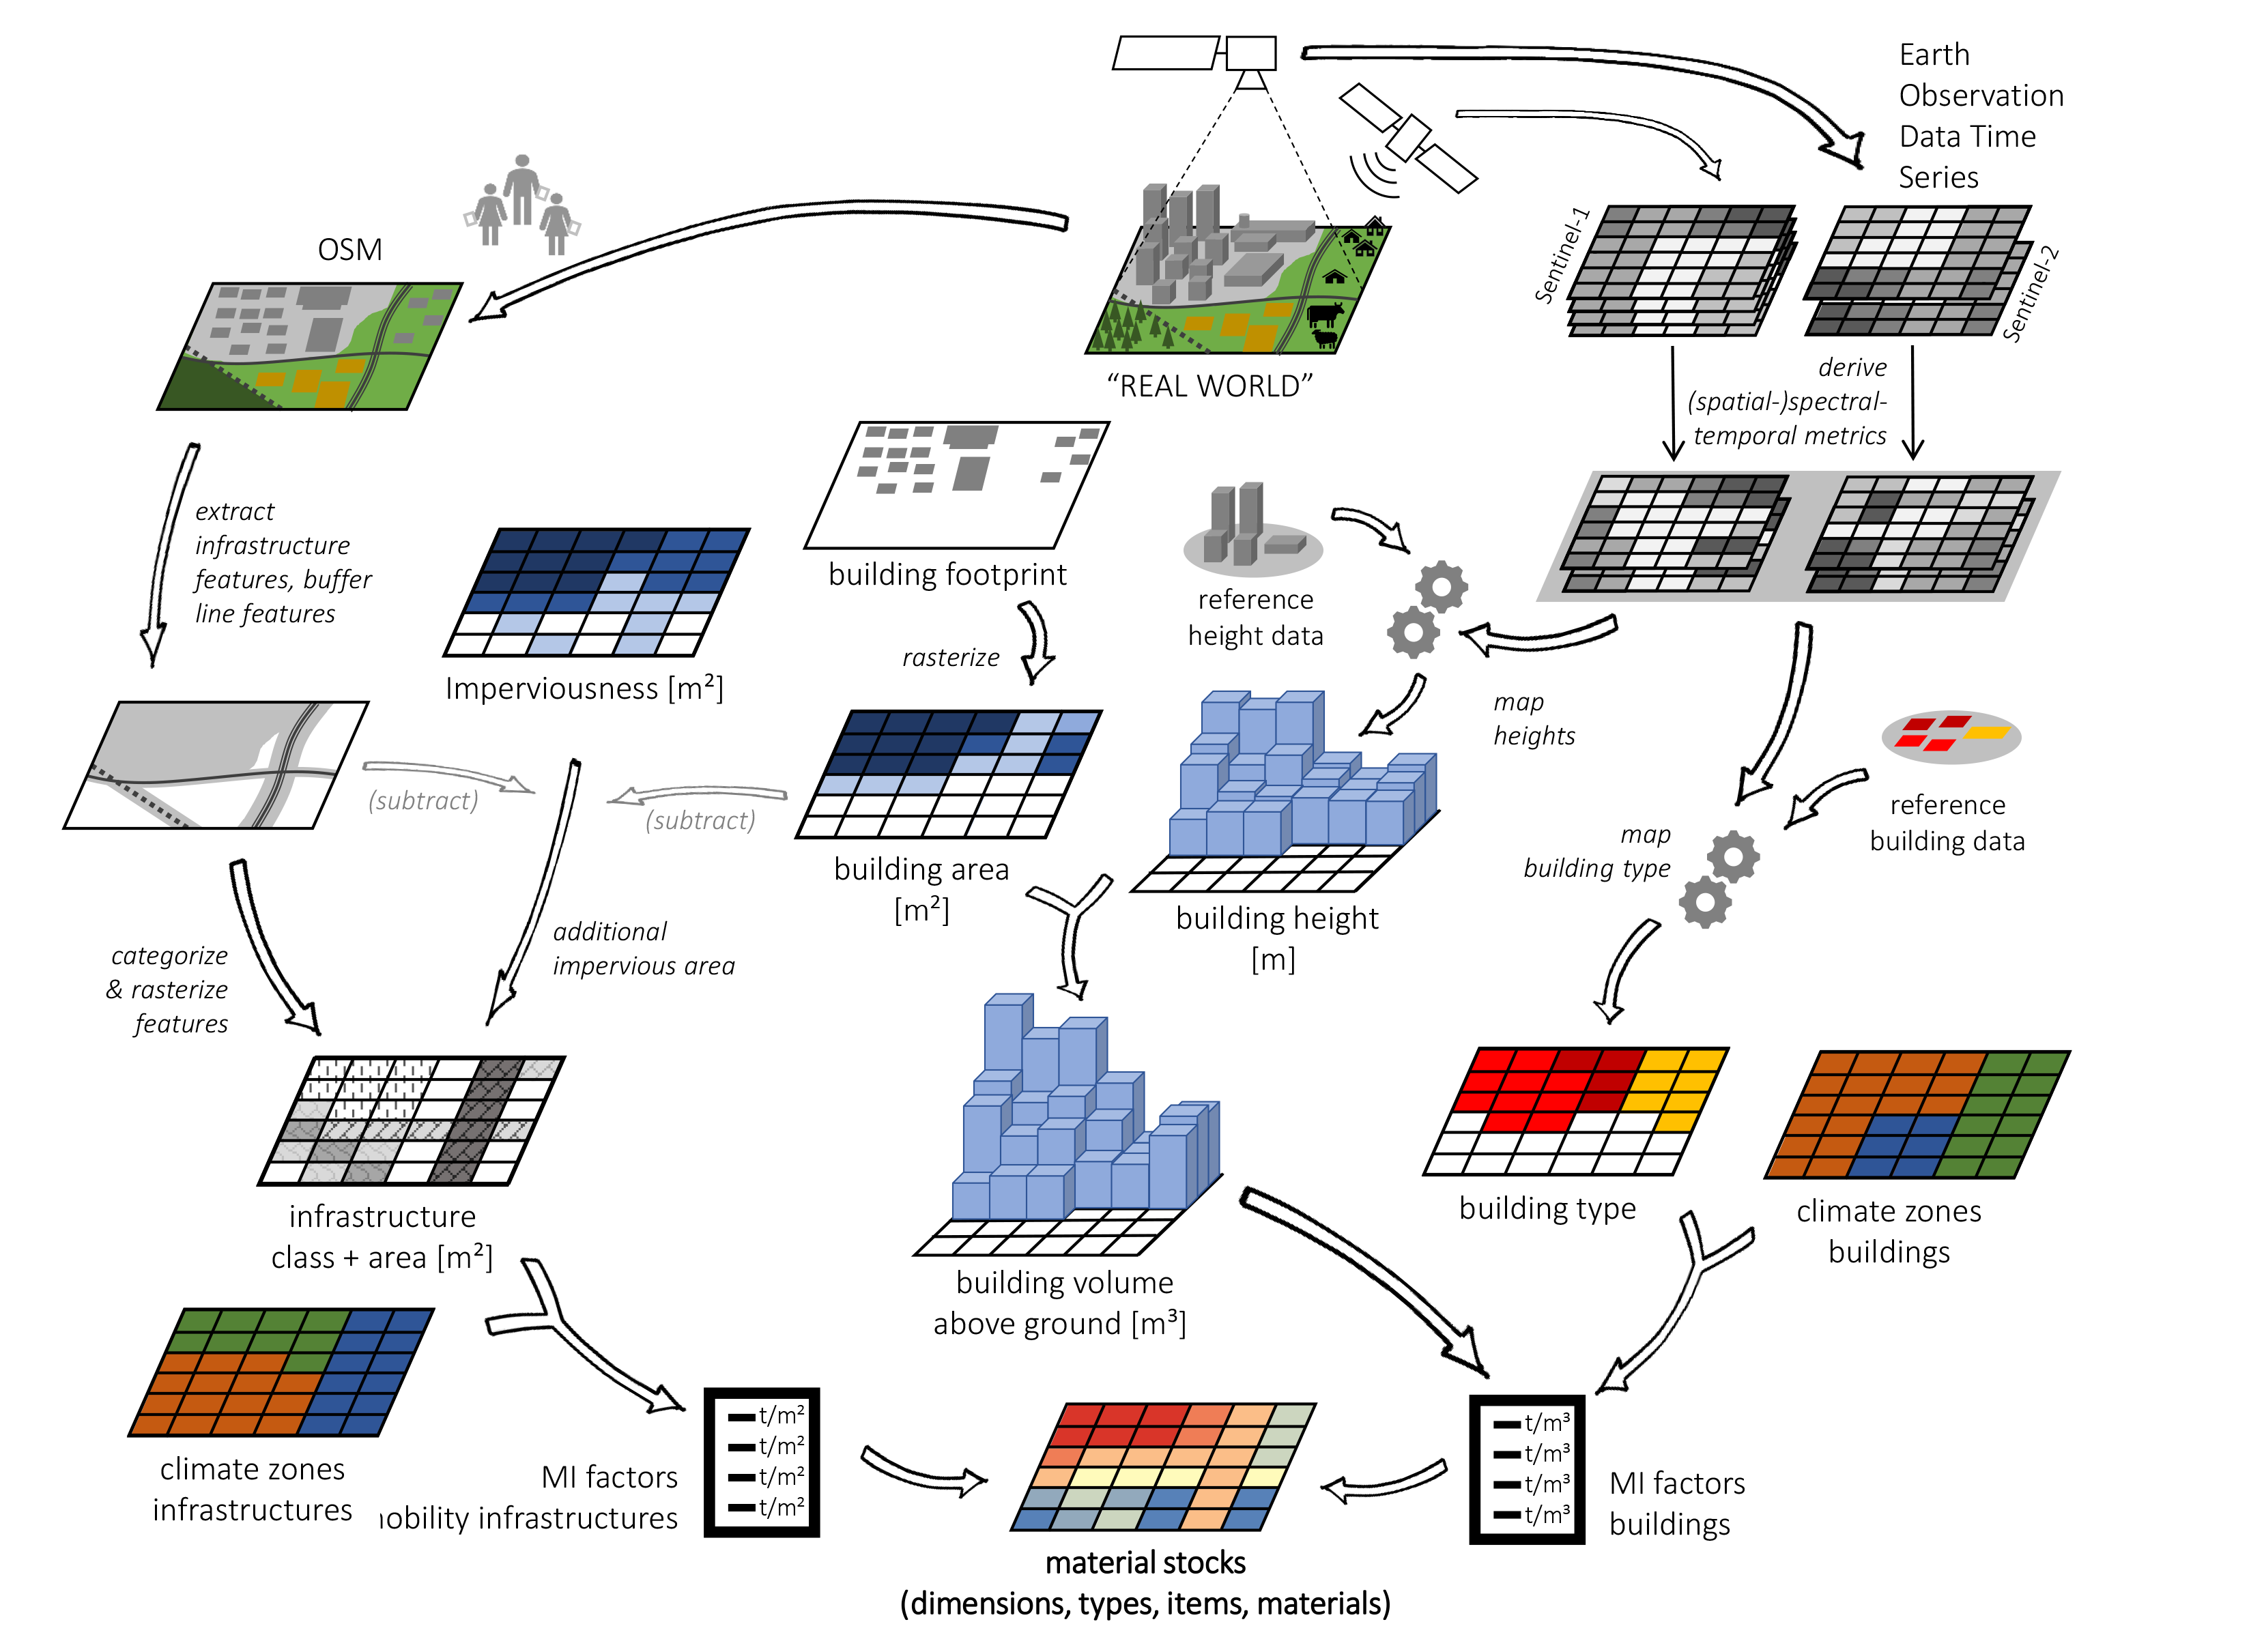 Earth
Observation
Data Time
Series
OSM
Sentinel-1
Sentinel-2
“REAL WORLD”
derive
(spatial-)spectral-
temporal metrics
extract
infrastructure
features, buffer
line features
building footprint
reference
height data
rasterize
Imperviousness [m²]
map
heights
(subtract)
(subtract)
reference
building data
map
building type
building area
[m²]
building height
[m]
additional
impervious area
categorize
& rasterize
features
infrastructure
class + area [m²]
building type
climate zones
buildings
building volume
above ground [m³]
climate zones
infrastructures
MI factors
nobility infrastructures
t/m²
t/m²
t/m²
t/m²
t/m³
t/m³
t/m³
t/m³
MI factors
buildings
material stocks
(dimensions, types, items, materials)